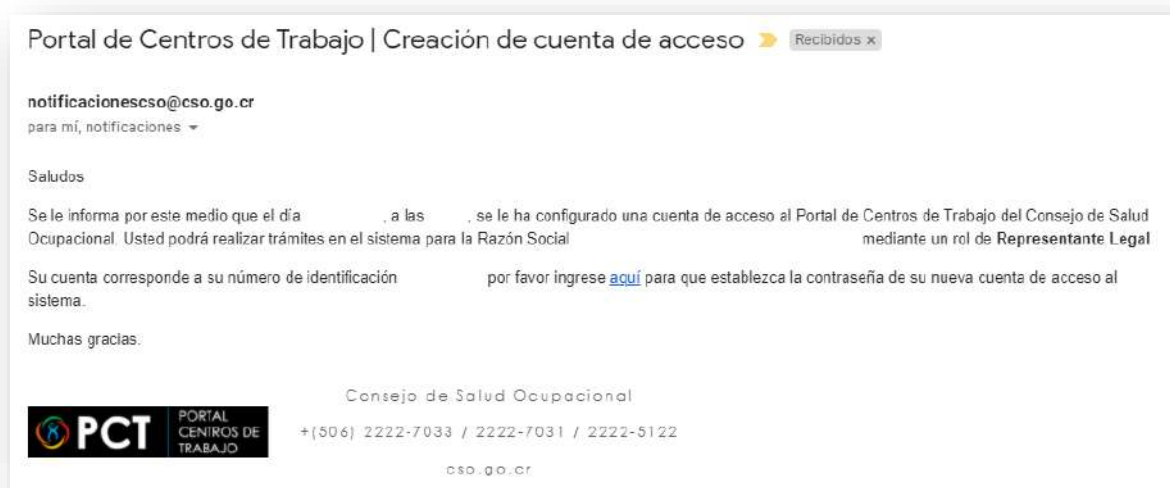 Portal de Centros de Trabajo | Creación de cuenta de acceso Recibidos x
notificacionescso@cso.go.cr
para mí, notificaciones
Saludos
Se le informa por este medio que el día , a las , se le ha configurado una cuenta de acceso al Portal de Centros de Trabajo del Consejo de Salud
Ocupacional. Usted podrá realizar trámites en el sistema para la Razón Social mediante un rol de Representante Legal
Su cuenta corresponde a su número de identificación por favor ingrese aquí para que establezca la contraseña de su nueva cuenta de acceso al
sistema.
Muchas gracias.
PCT
PORTAL
CENTROS DE
TRABAJO
Consejo de Salud Ocupacional
+(506) 2222-7033 / 2222-7031 / 2222-5122
cso.go.cr